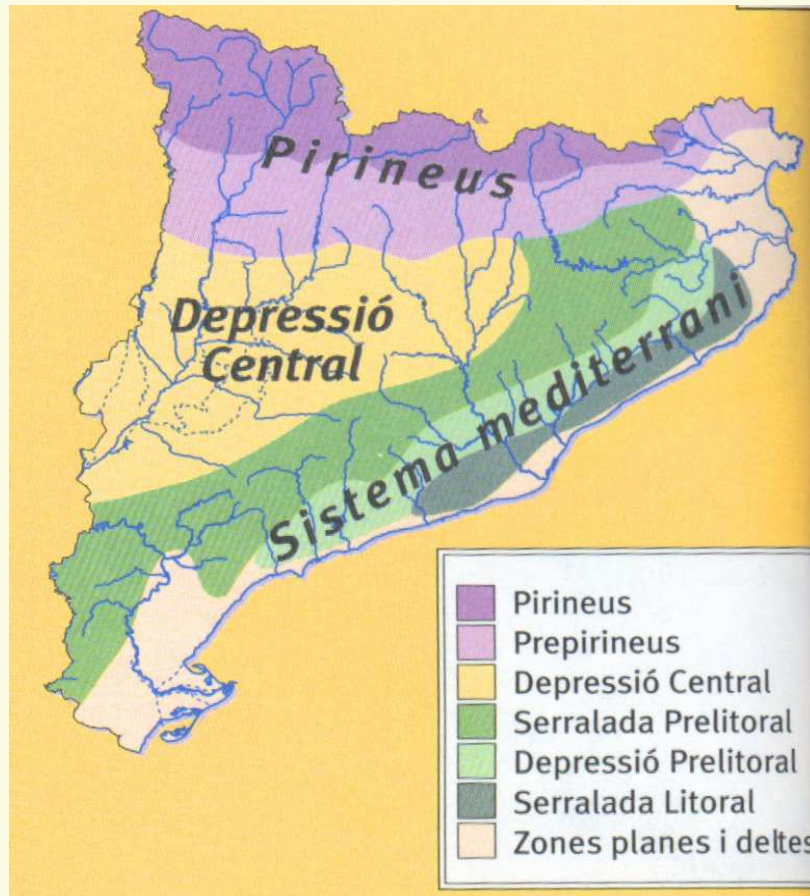 Pirineus
Depressió
Central
Sistema mediterrani
Pirineus
Prepirineus
Depressió Central
Serralada Prelitoral
Depressió Prelitoral
Serralada Litoral
Zones planes i deltes